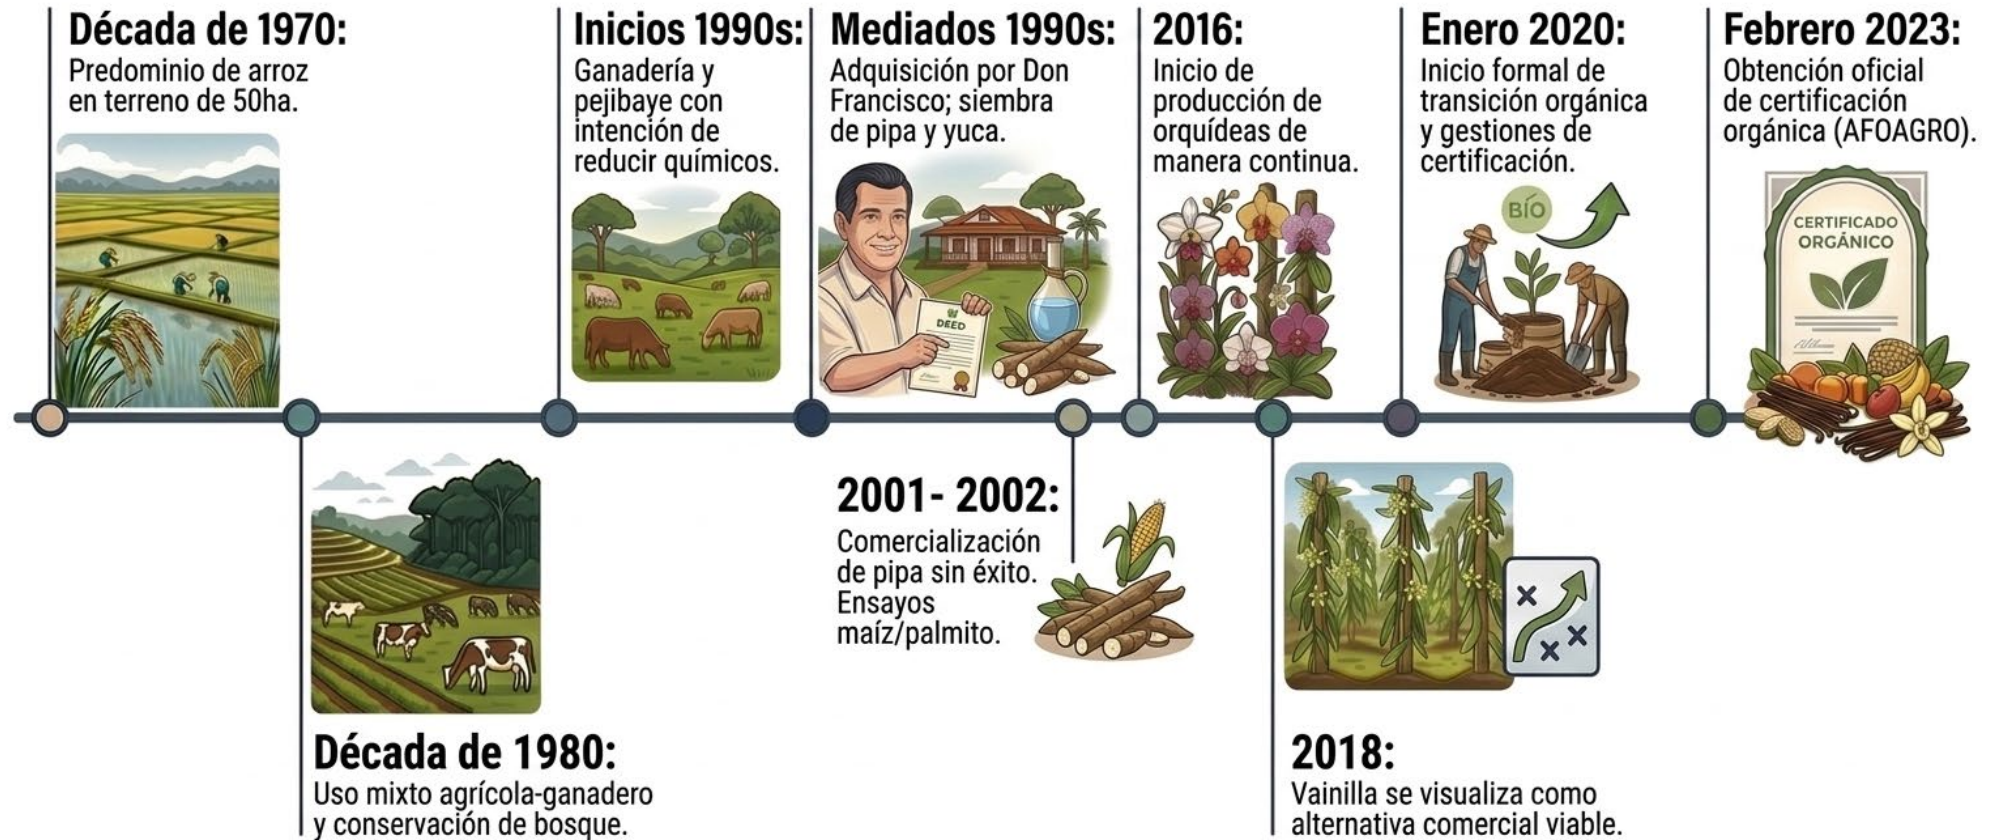 Década de 1970:
Predominio de arroz
en terreno de 50ha.
Década de 1980:
Uso mixto agrícola-ganadero
y conservación de bosque.
Inicios 1990s:
Ganadería y
pejibaye con
intención de
reducir químicos.
Mediados 1990s:
Adquisición por Don
Francisco; siembra
de pipa y yuca.
DEED
2001- 2002:
Comercialización
de pipa sin éxito.
Ensayos
maíz/palmito.
2016:
Inicio de
producción de
orquídeas de
manera continua.
2018:
Vainilla se visualiza como
alternativa comercial viable.
Enero 2020:
Inicio formal de
transición orgánica
y gestiones de
certificación.
BÍO
Febrero 2023:
Obtención oficial
de certificación
orgánica (AFOAGRO).
CERTIFICADO
ORGÁNICO